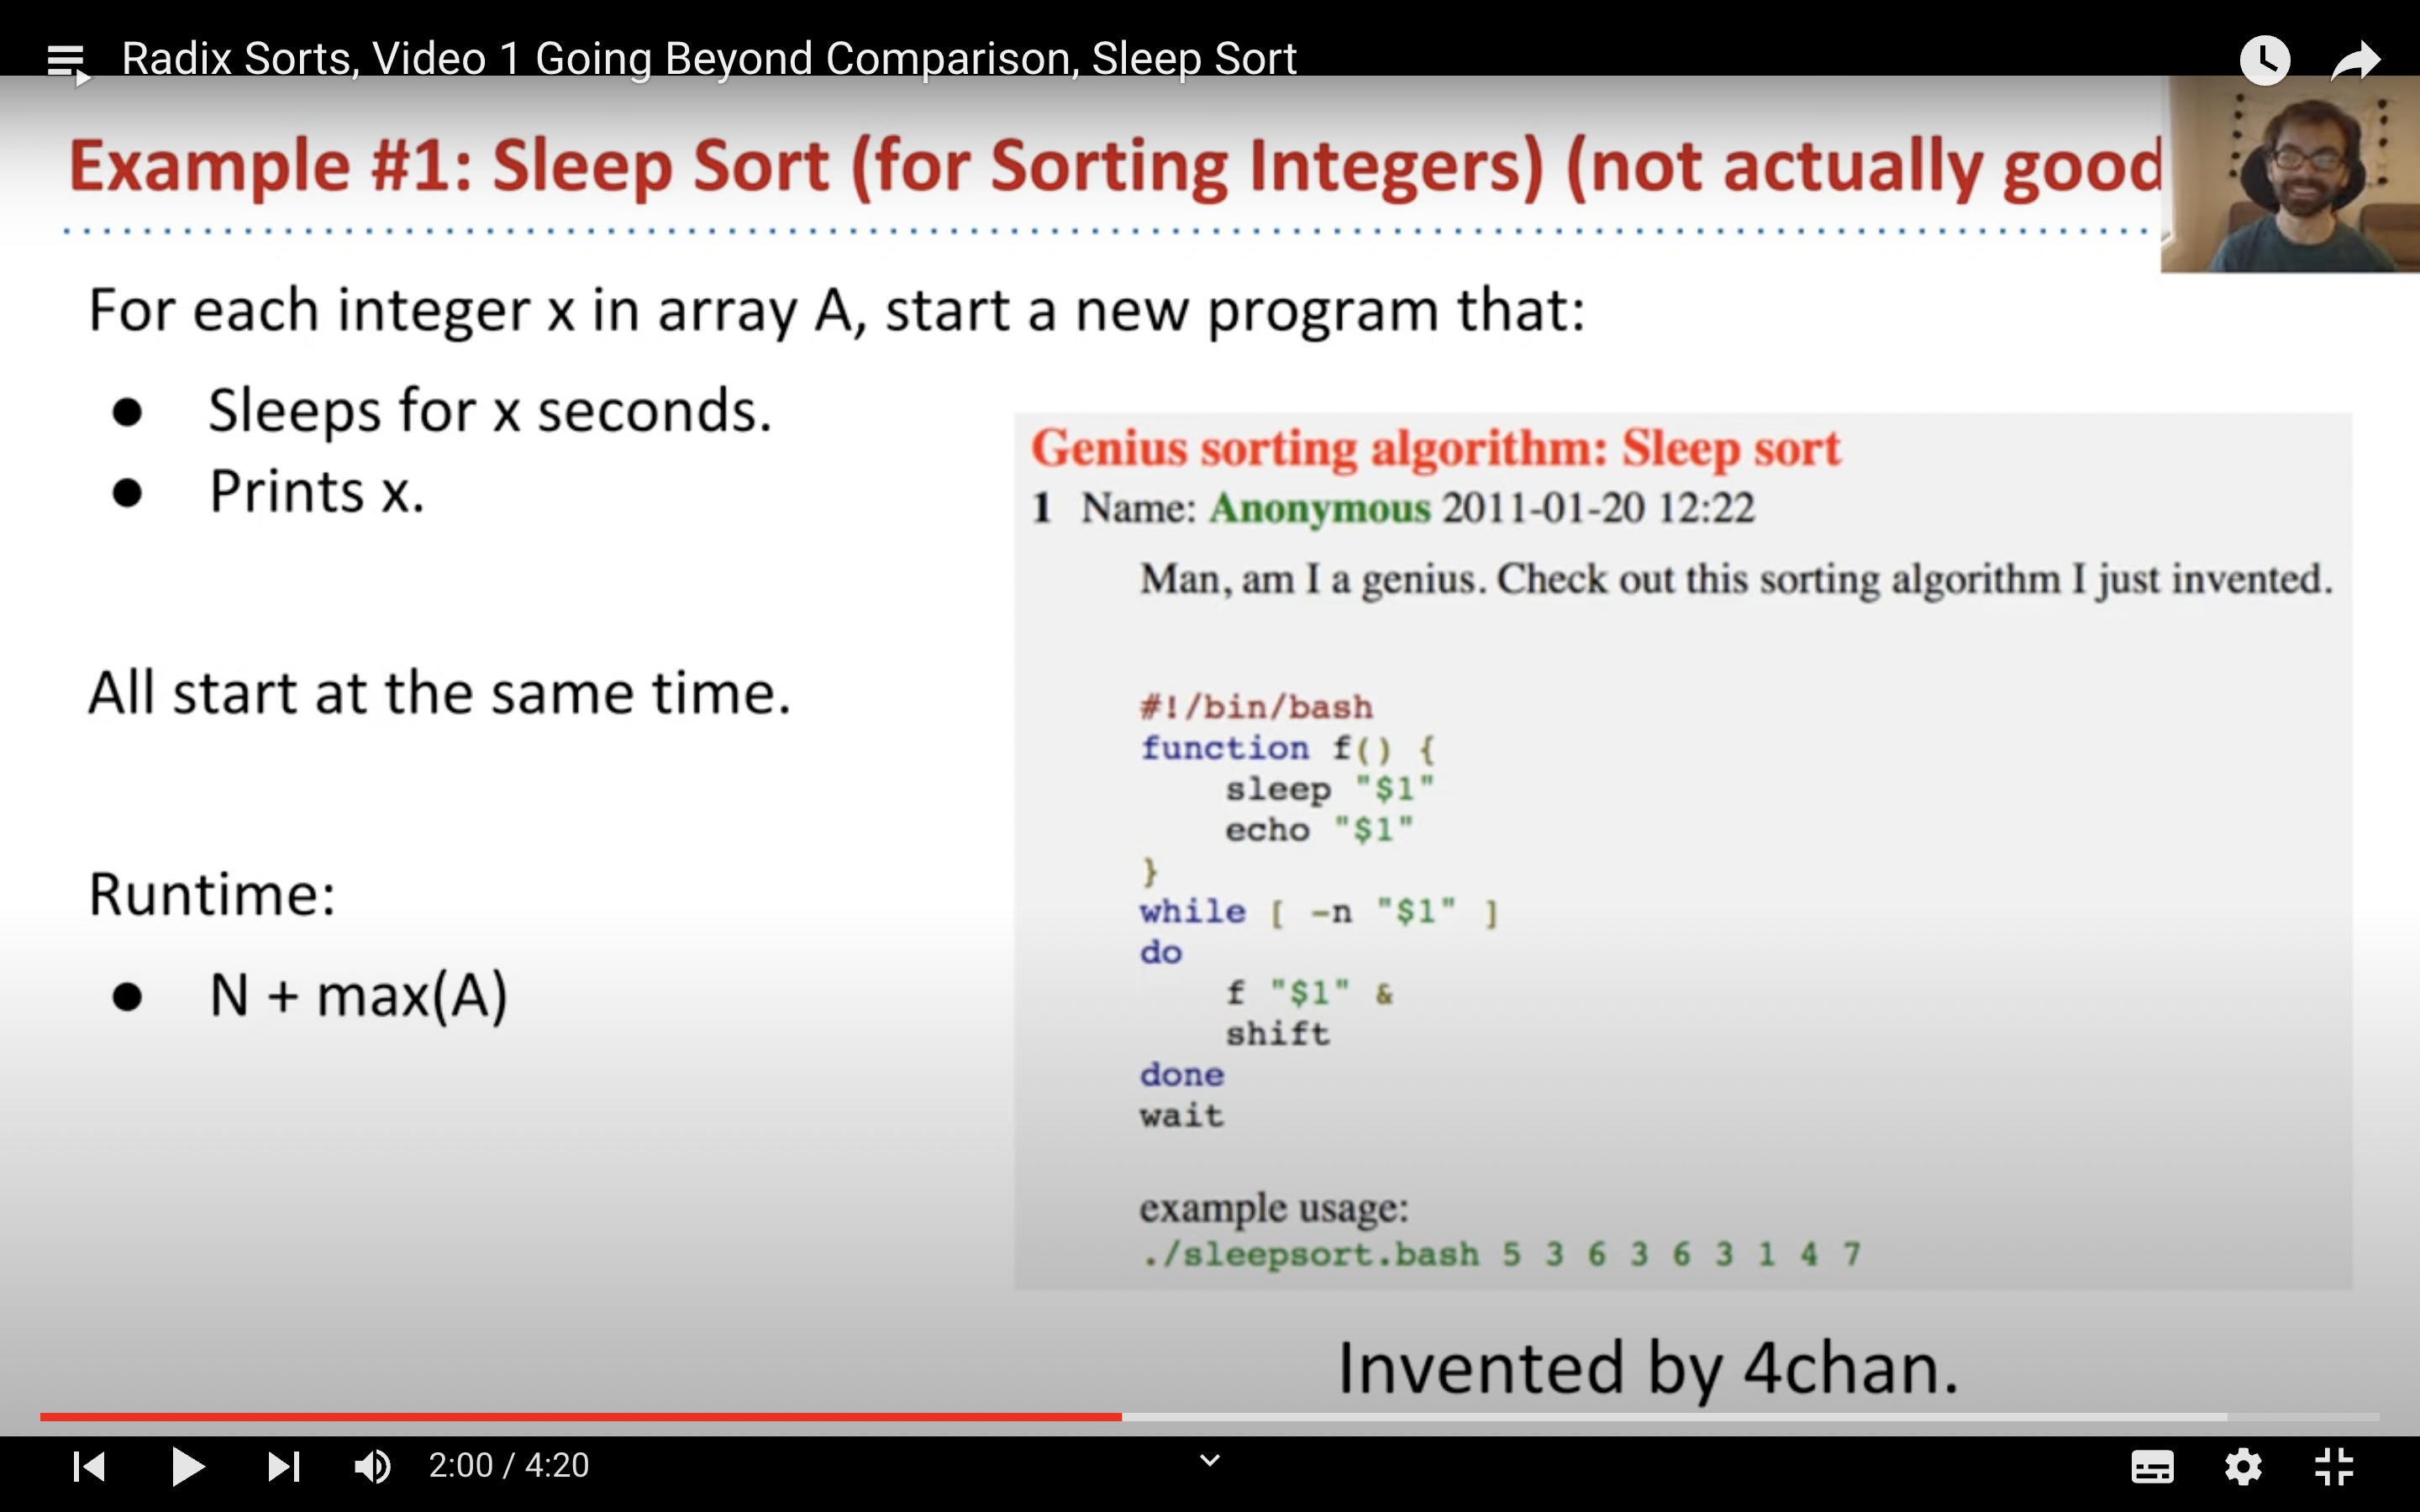 Radix Sorts, Video 1 Going Beyond Comparison, Sleep Sort
Example #1: Sleep Sort (for Sorting Integers) (not actually good
For each integer x in array A, start a new program that:
● Sleeps for x seconds.
● Prints x.
All start at the same time.
Runtime:
● N + max(A)
Genius sorting algorithm: Sleep sort
1 Name: Anonymous 2011-01-20 12:22
Man, am I a genius. Check out this sorting algorithm I just invented.
#!/bin/bash
function f() {
    sleep "$1"
    echo "$1"
}
while [ -n "$1" ]
do
    f "$1" &
    shift
done
wait
example usage:
./sleepsort.bash 5 3 6 3 6 3 1 4 7
Invented by 4chan.
2:00 / 4:20